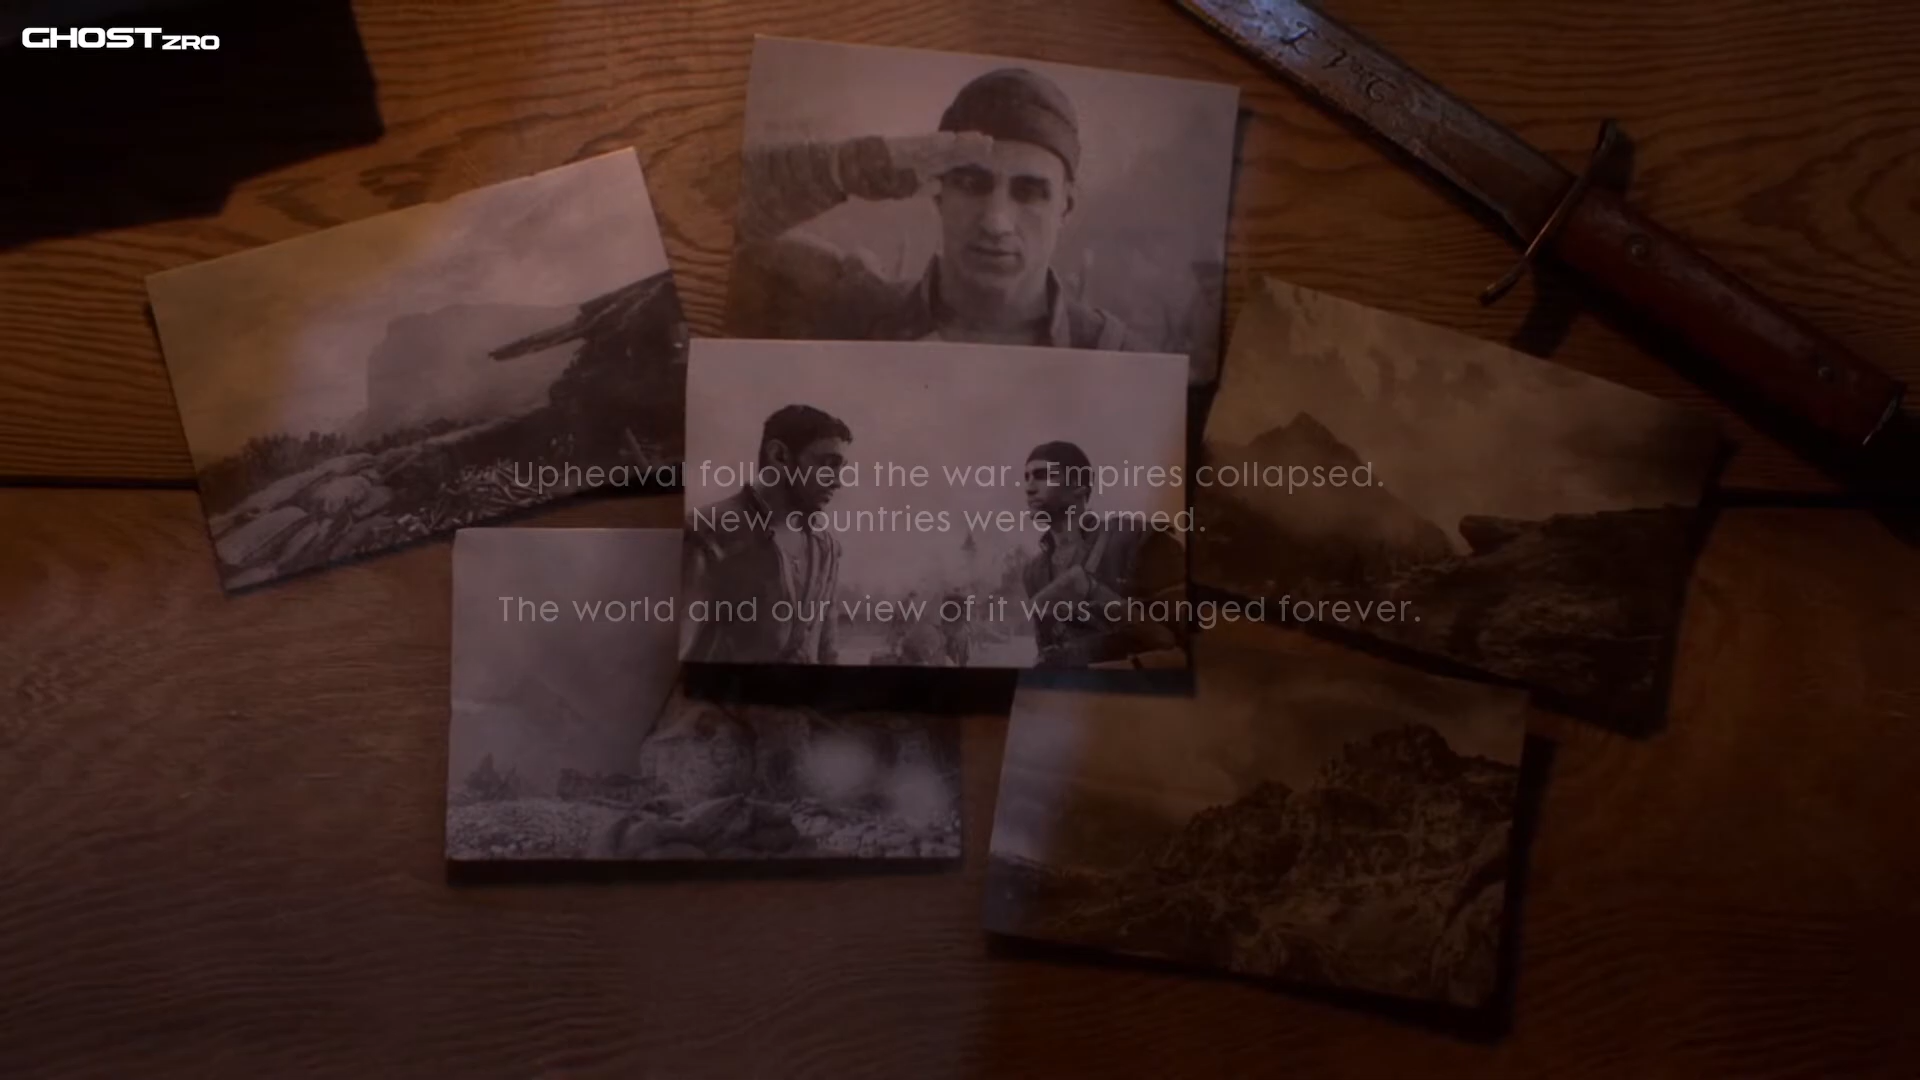 GHOSTZRO
Upheaval followed the war. Empires collapsed.
New countries were formed.
The world and our view of it was changed forever.